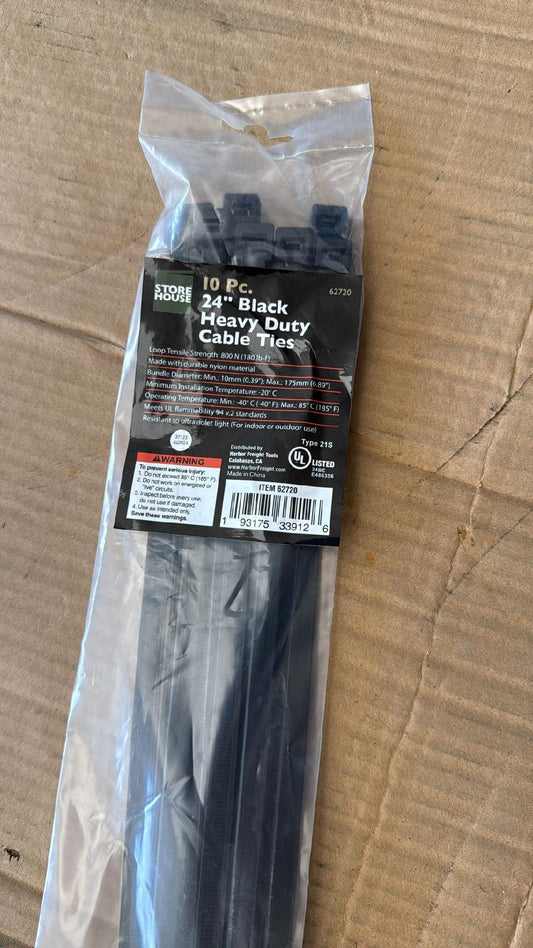 STORE
HOUSE
10 Pc.
62720
24" Black
Heavy Duty
Cable Ties
Loop Tensile Strength: 800 N (180 lb-F)
Made with durable nylon material
Bundle Diameter: Min.: 10mm (0.39"); Max.: 175mm (6.89")
Minimum Installation Temperature: -20° C
Operating Temperature: Min: -40° C (-40° F); Max.: 85° C (185° F)
Meets UL flammability 94 v.2 standards
Resistant to ultraviolet light (For indoor or outdoor use)
Type 21S
WARNING
To prevent serious injury:
1. Do not exceed 85° C (185° F).
2. Do not work on energized or
"live" circuits.
3. Inspect before every use;
do not use if damaged.
4. Use as intended only.
Save these warnings.
Distributed by
Harbor Freight Tools
Calabasas, CA
www.HarborFreight.com
Made in China
UL LISTED
E486356
ITEM 62720
1 93175 33912 6